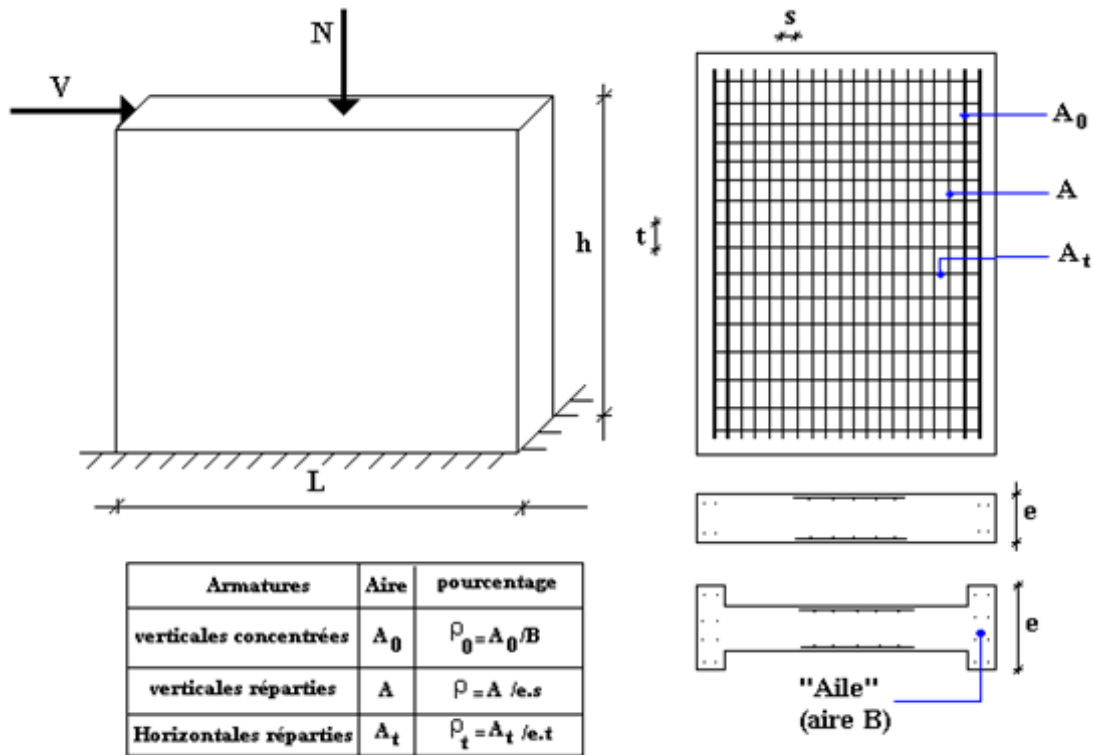 N
V
h
L
s
t
A0
A
At
e
e
"Aile"
(aire B)
Armatures Aire pourcentage
verticales concentrées A0 ρ0=A0/B
verticales réparties A ρ=A/e.s
Horizontales réparties At ρt=At/e.t